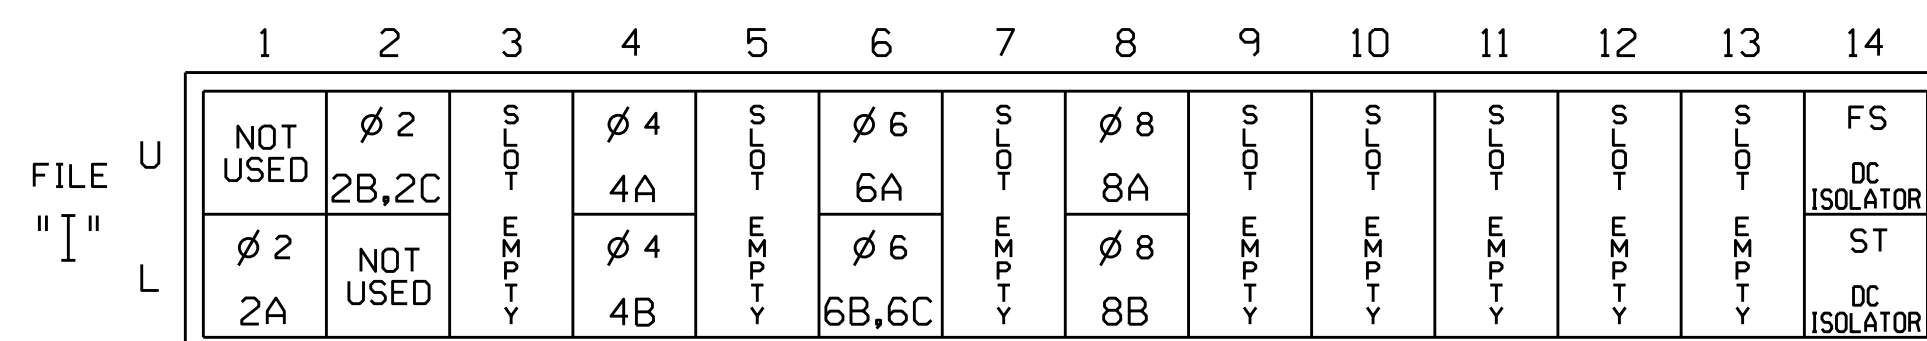 1 2 3 4 5 6 7 8 9 10 11 12 13 14
FILE
"I"
U
L
NOT
USED
ø 2
2A
ø 2
2B,2C
NOT
USED
SLOT EMPTY
ø 4
4A
ø 4
4B
SLOT EMPTY
ø 6
6A
ø 6
6B,6C
SLOT EMPTY
ø 8
8A
ø 8
8B
SLOT EMPTY
SLOT EMPTY
SLOT EMPTY
SLOT EMPTY
SLOT EMPTY
FS
DC
ISOLATOR
ST
DC
ISOLATOR